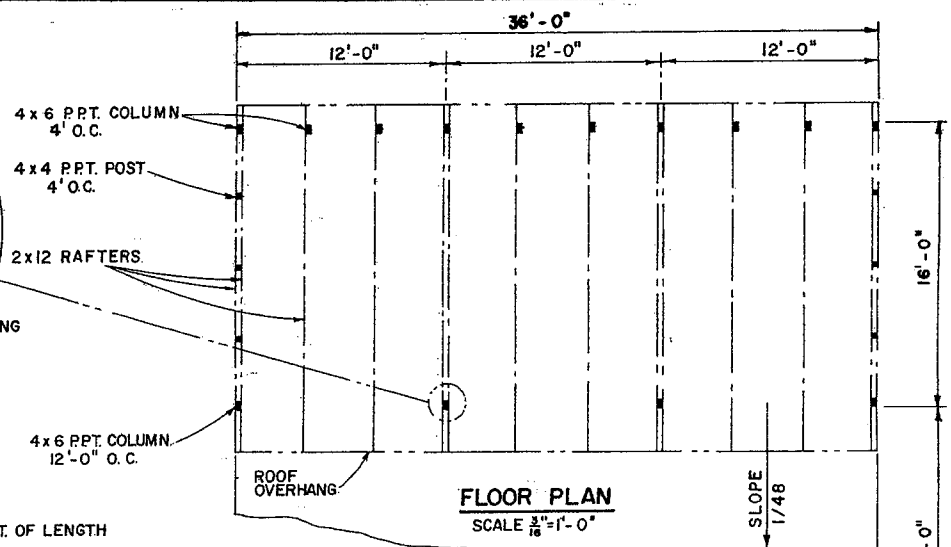 36'-0"
12'-0" 12'-0" 12'-0"
4 x 6 P.P.T. COLUMN
4' O.C.
4 x 4 P.P.T. POST
4' O.C.
2 x 12 RAFTERS
NG
16'-0"
4 x 6 P.P.T. COLUMN
12'-0" O.C.
ROOF
OVERHANG
FLOOR PLAN
SCALE 3/16"=1'-0"
SLOPE
1/48
T. OF LENGTH
-0"